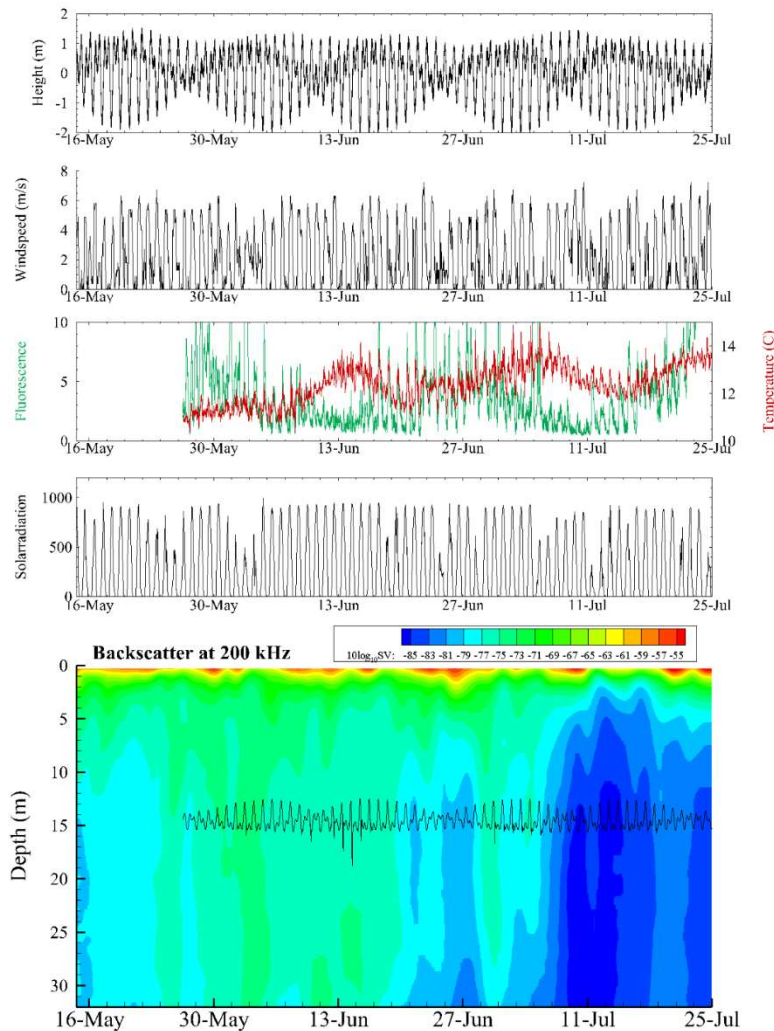 2
1
0
-1
-2
Height (m)
16-May 30-May 13-Jun 27-Jun 11-Jul 25-Jul
8
6
4
2
0
Windspeed (m/s)
16-May 30-May 13-Jun 27-Jun 11-Jul 25-Jul
10
5
0
Fluorescence
14
12
10
Temperature (C)
16-May 30-May 13-Jun 27-Jun 11-Jul 25-Jul
1000
500
0
Solarradiation
16-May 30-May 13-Jun 27-Jun 11-Jul 25-Jul
Backscatter at 200 kHz
10log10SV: -85 -83 -81 -79 -77 -75 -73 -71 -69 -67 -65 -63 -61 -59 -57 -55
0
5
10
15
20
25
30
Depth (m)
16-May 30-May 13-Jun 27-Jun 11-Jul 25-Jul